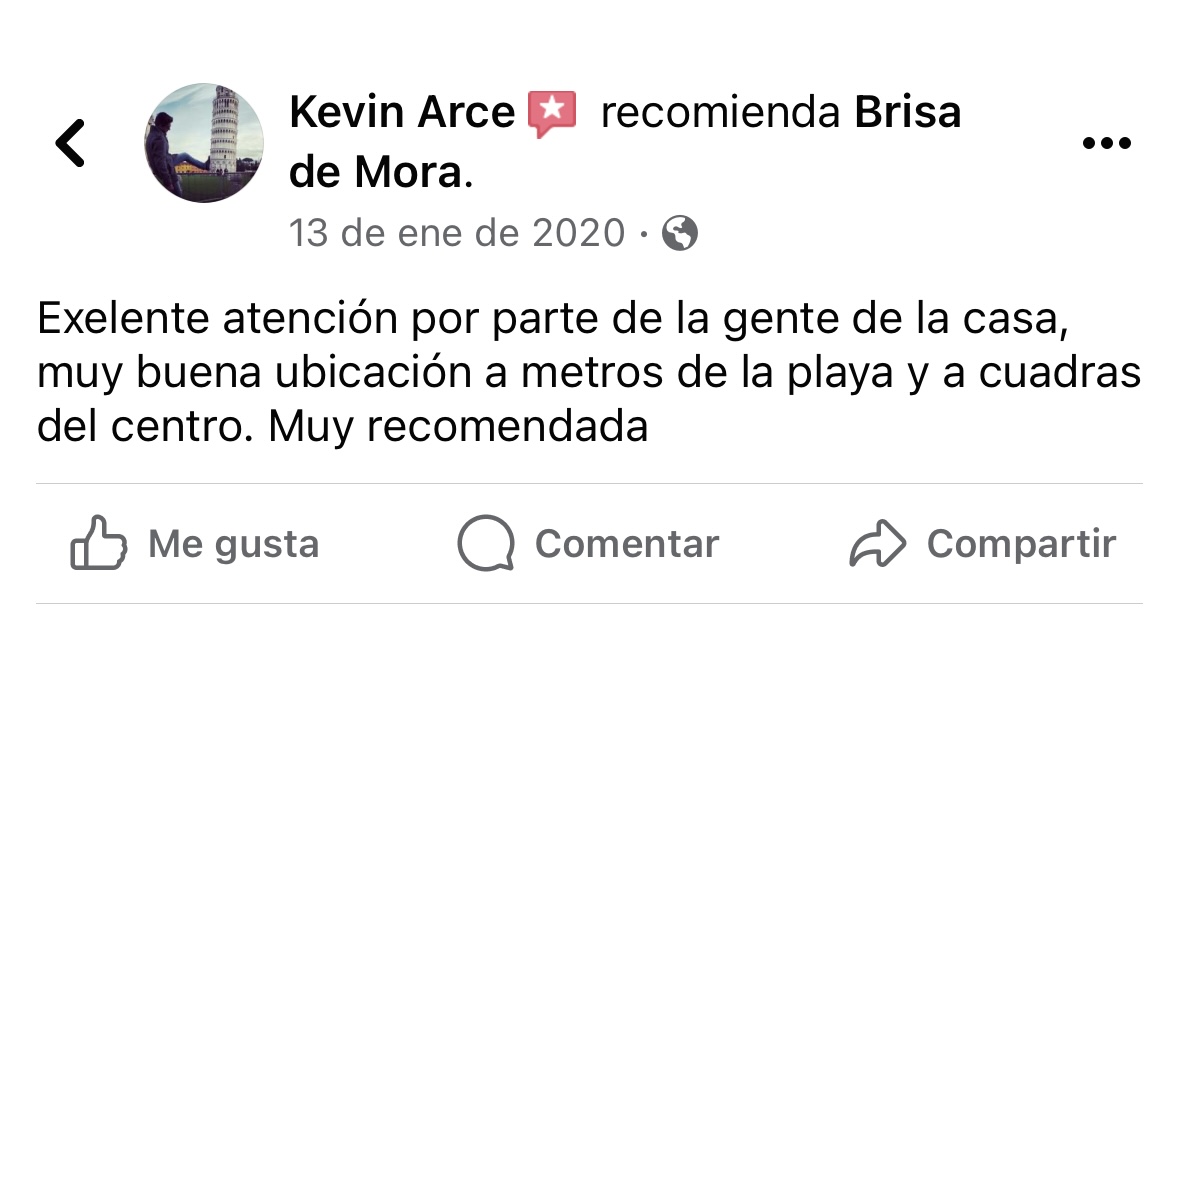 Kevin Arce recomienda Brisa
de Mora.
13 de ene de 2020 ·
Exelente atención por parte de la gente de la casa,
muy buena ubicación a metros de la playa y a cuadras
del centro. Muy recomendada
Me gusta Comentar Compartir